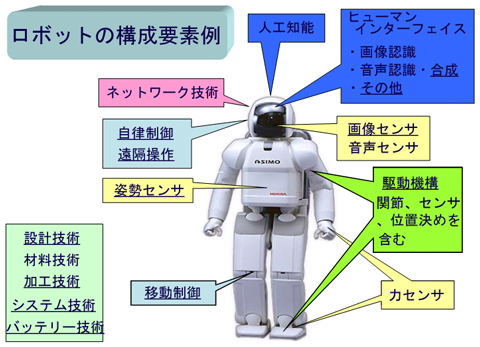 ロボットの構成要素例
人工知能
ヒューマン
インターフェイス
・画像認識
・音声認識・合成
・その他
ネットワーク技術
自律制御
遠隔操作
画像センサ
音声センサ
ASIMO
HONDA
姿勢センサ
駆動機構
関節、センサ
、位置決めを
含む
設計技術
材料技術
加工技術
システム技術
バッテリー技術
移動制御
力センサ